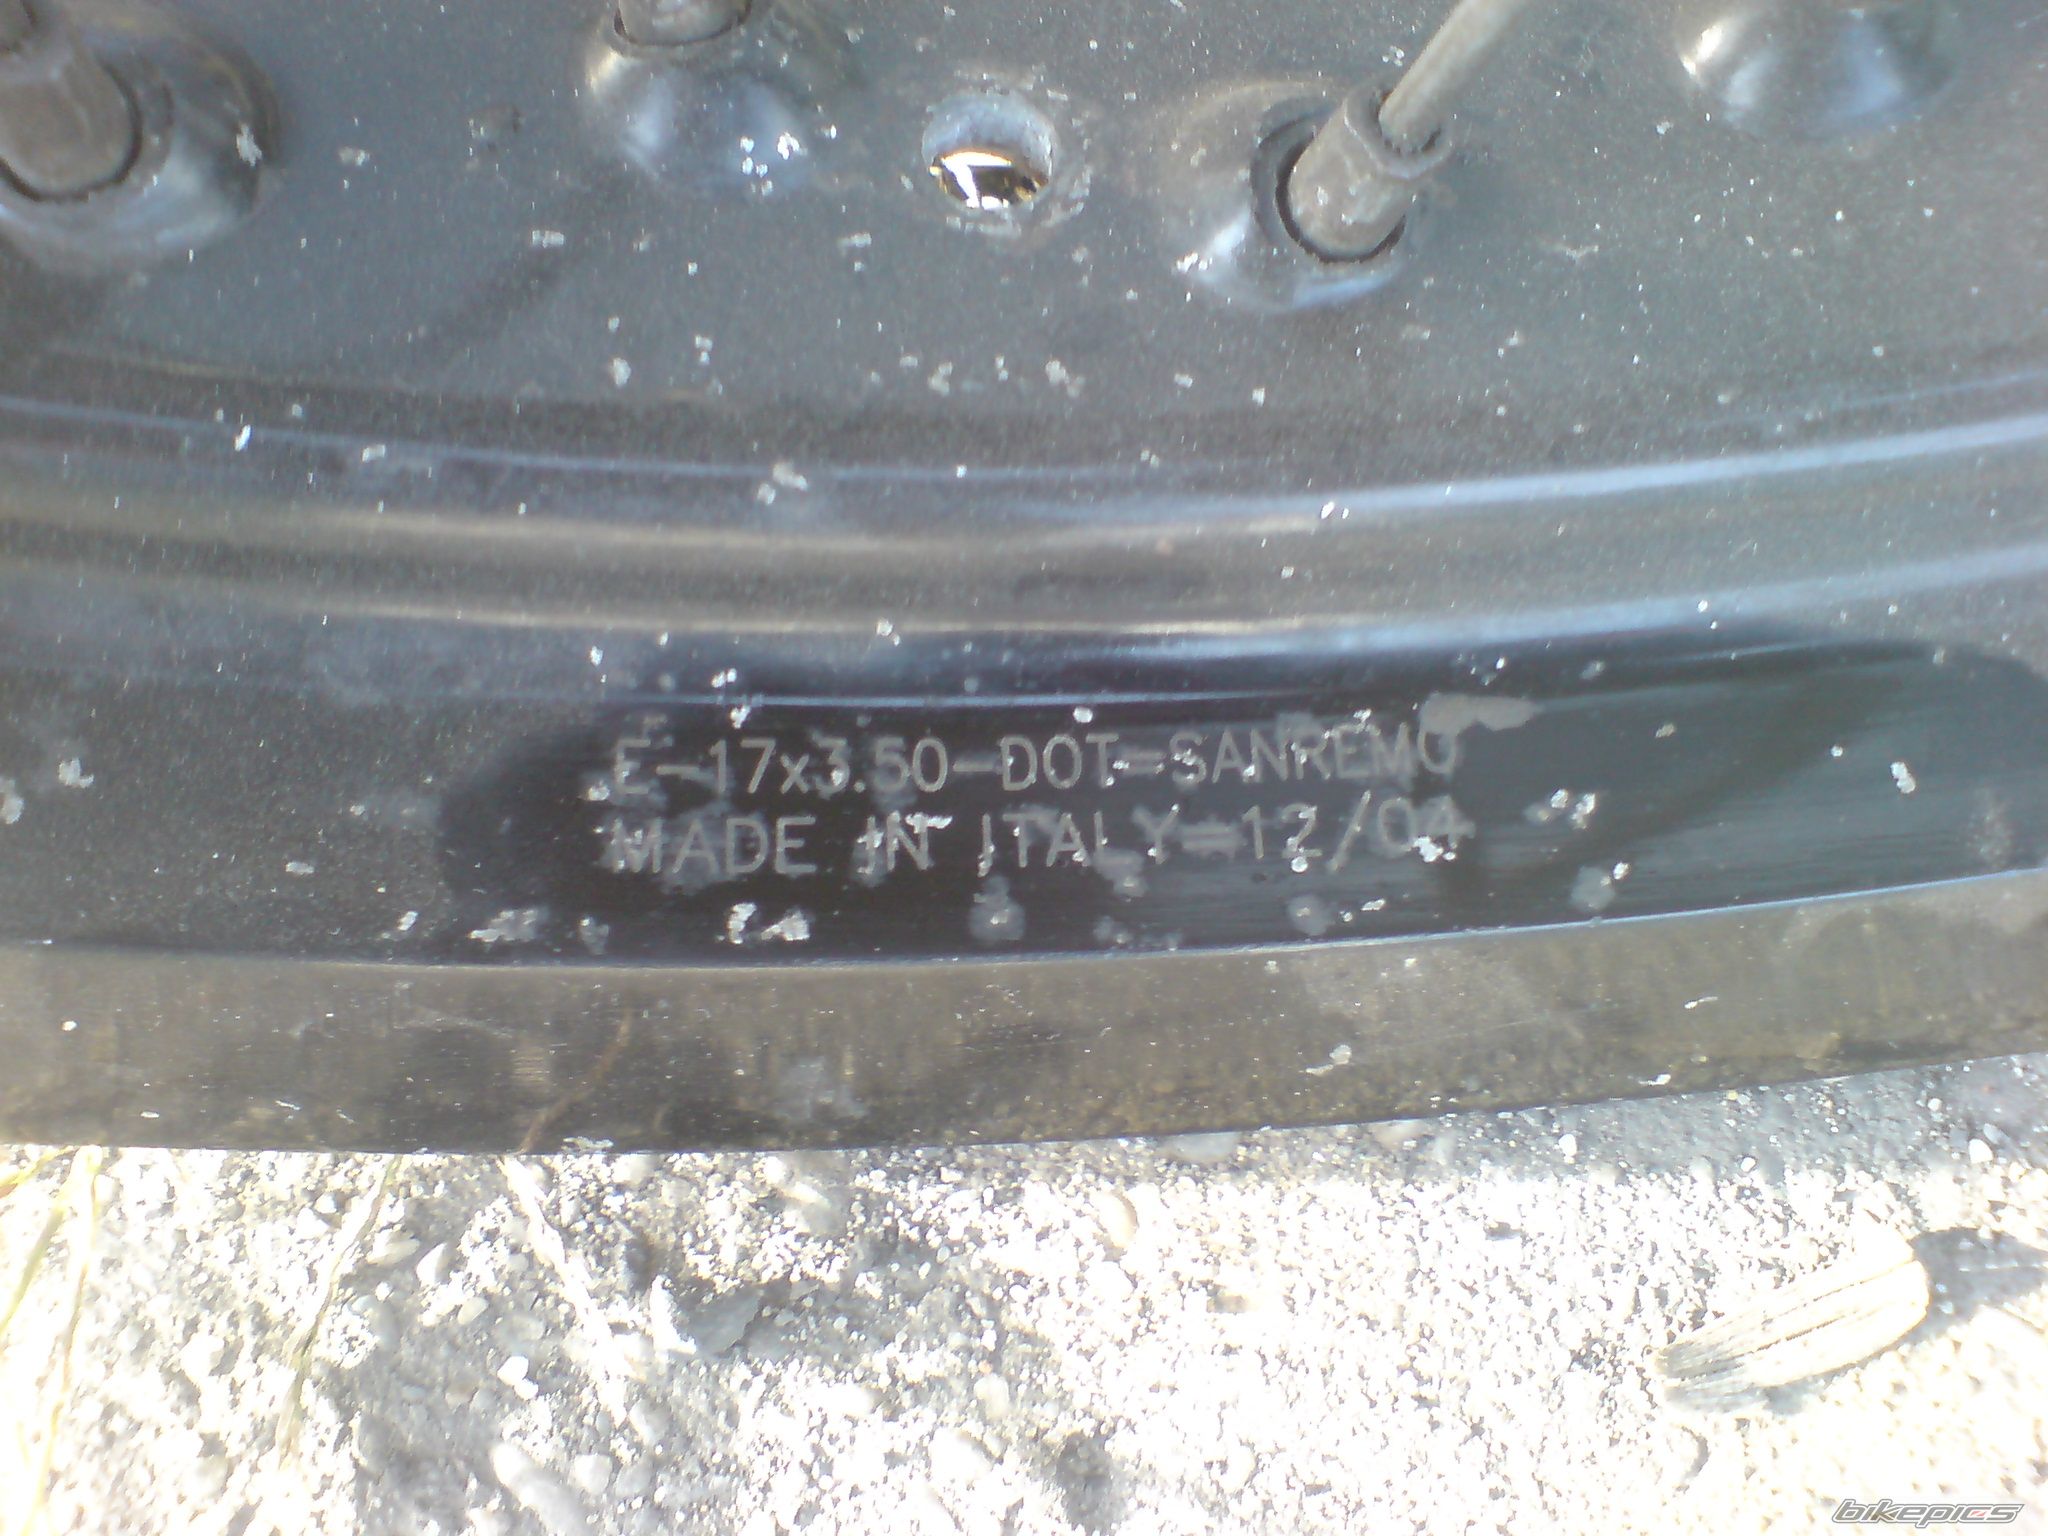 E-17x3.50-DOT=SANREMO
MADE IN ITALY=12/04
bikepics